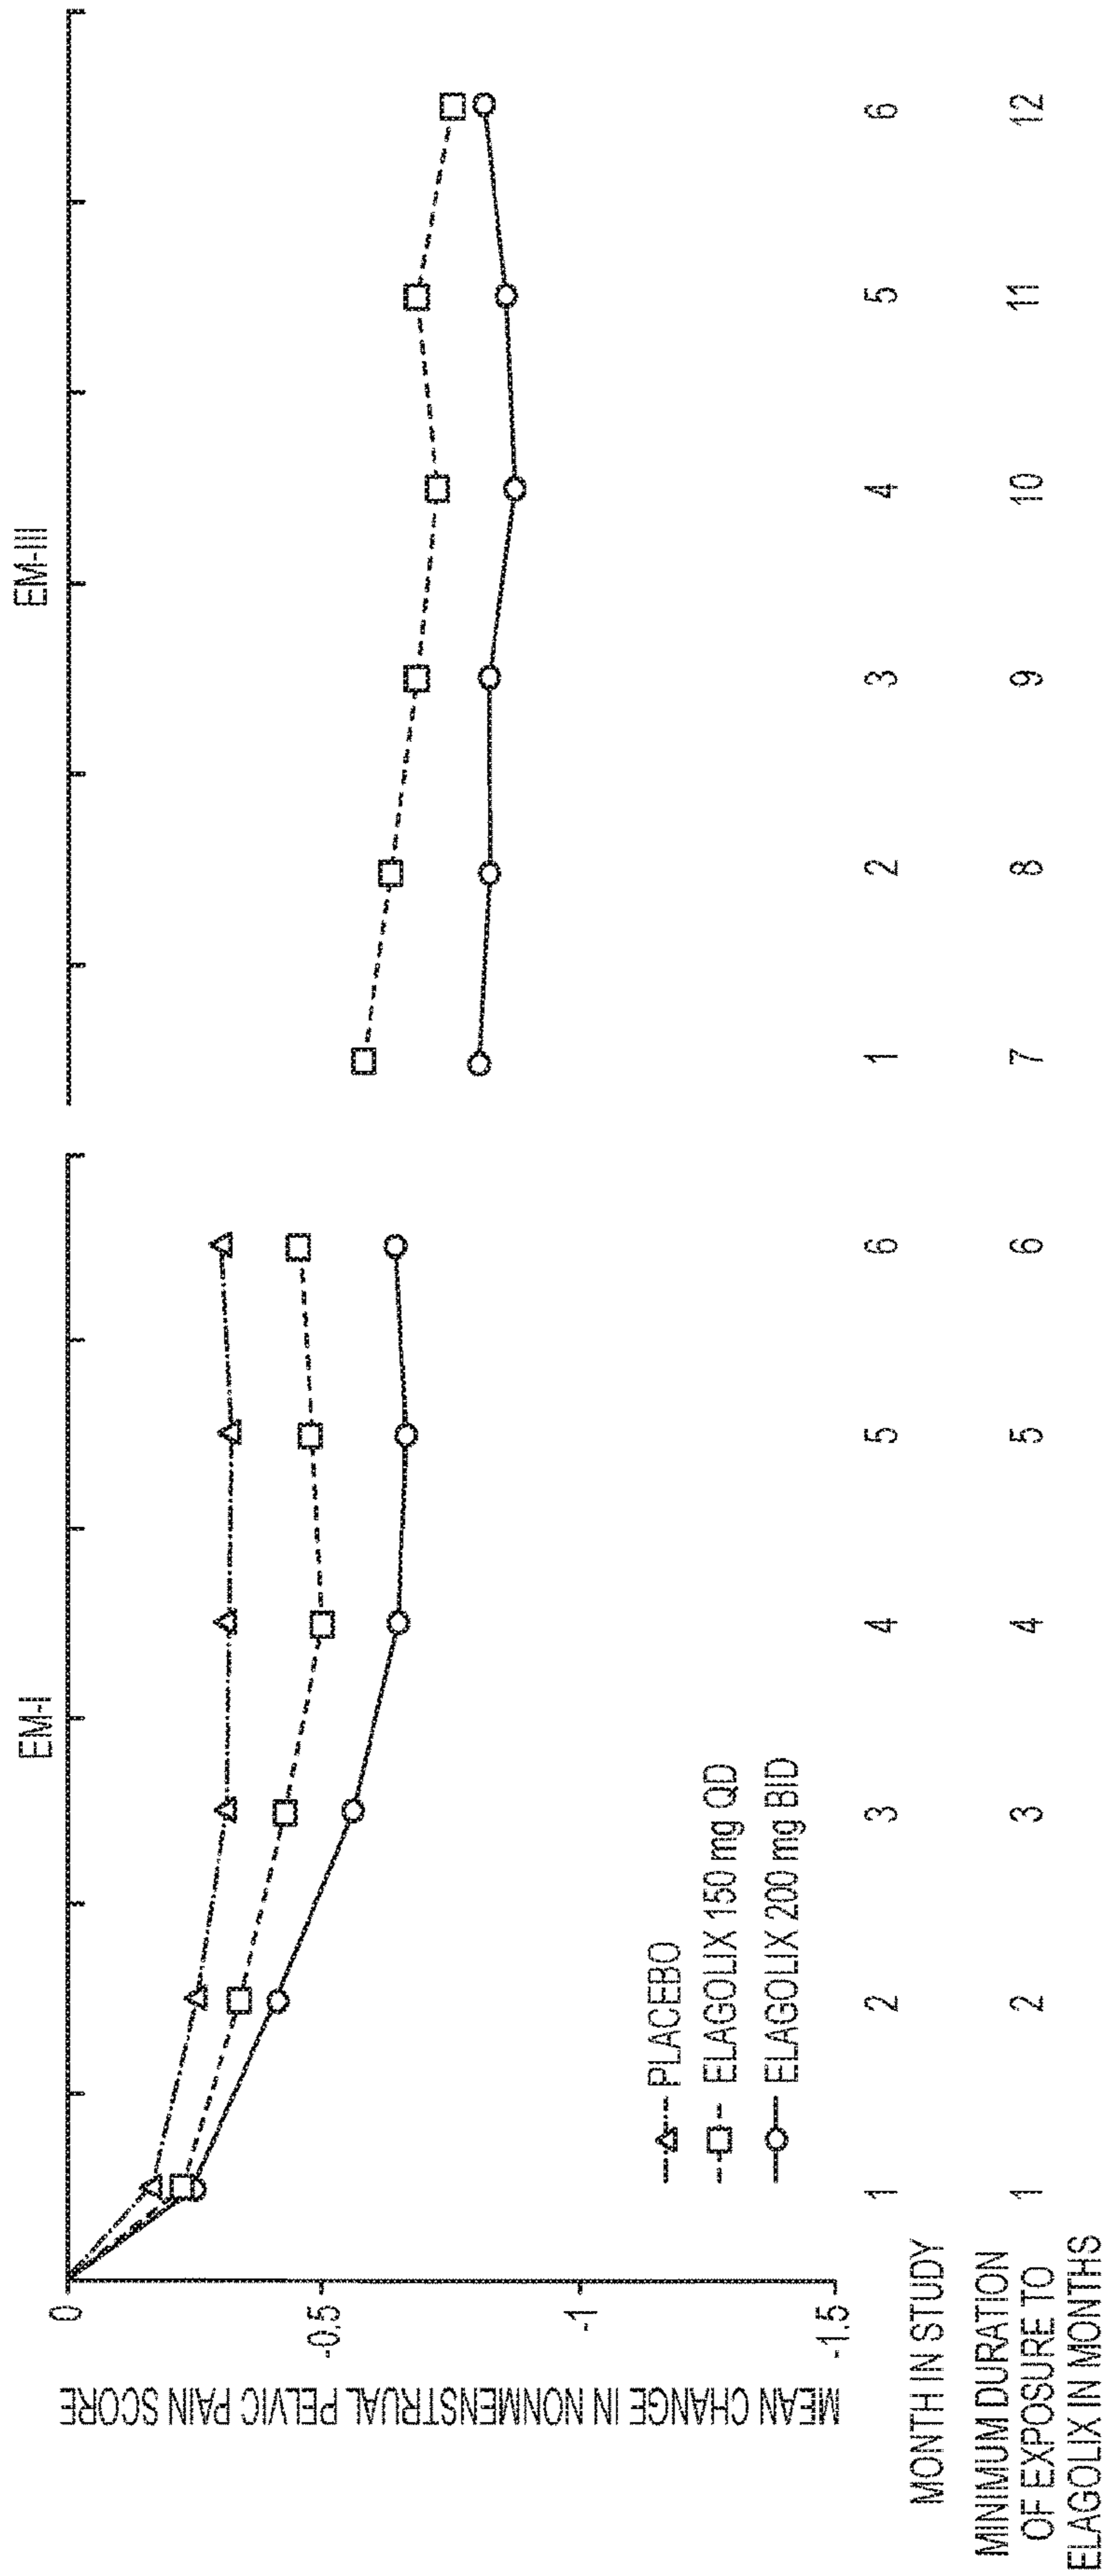 EM-I
EM-III
MEAN CHANGE IN NONMENSTRUAL PELVIC PAIN SCORE
0
-0.5
-1
-1.5
PLACEBO
ELAGOLIX 150 mg QD
ELAGOLIX 200 mg BID
MONTH IN STUDY 1 2 3 4 5 6 1 2 3 4 5 6
MINIMUM DURATION
OF EXPOSURE TO 1 2 3 4 5 6 7 8 9 10 11 12
ELAGOLIX IN MONTHS